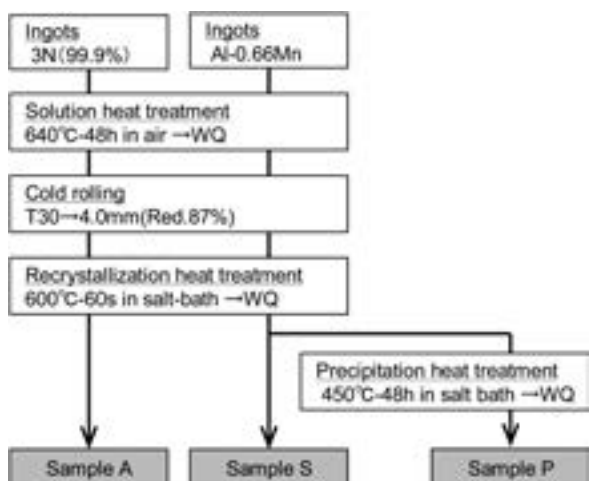 Ingots
3N(99.9%)
Ingots
Al-0.66Mn
Solution heat treatment
640℃-48h in air →WQ
Cold rolling
T30→4.0mm(Red.87%)
Recrystallization heat treatment
600℃-60s in salt-bath →WQ
Precipitation heat treatment
450℃-48h in salt bath →WQ
Sample A
Sample S
Sample P